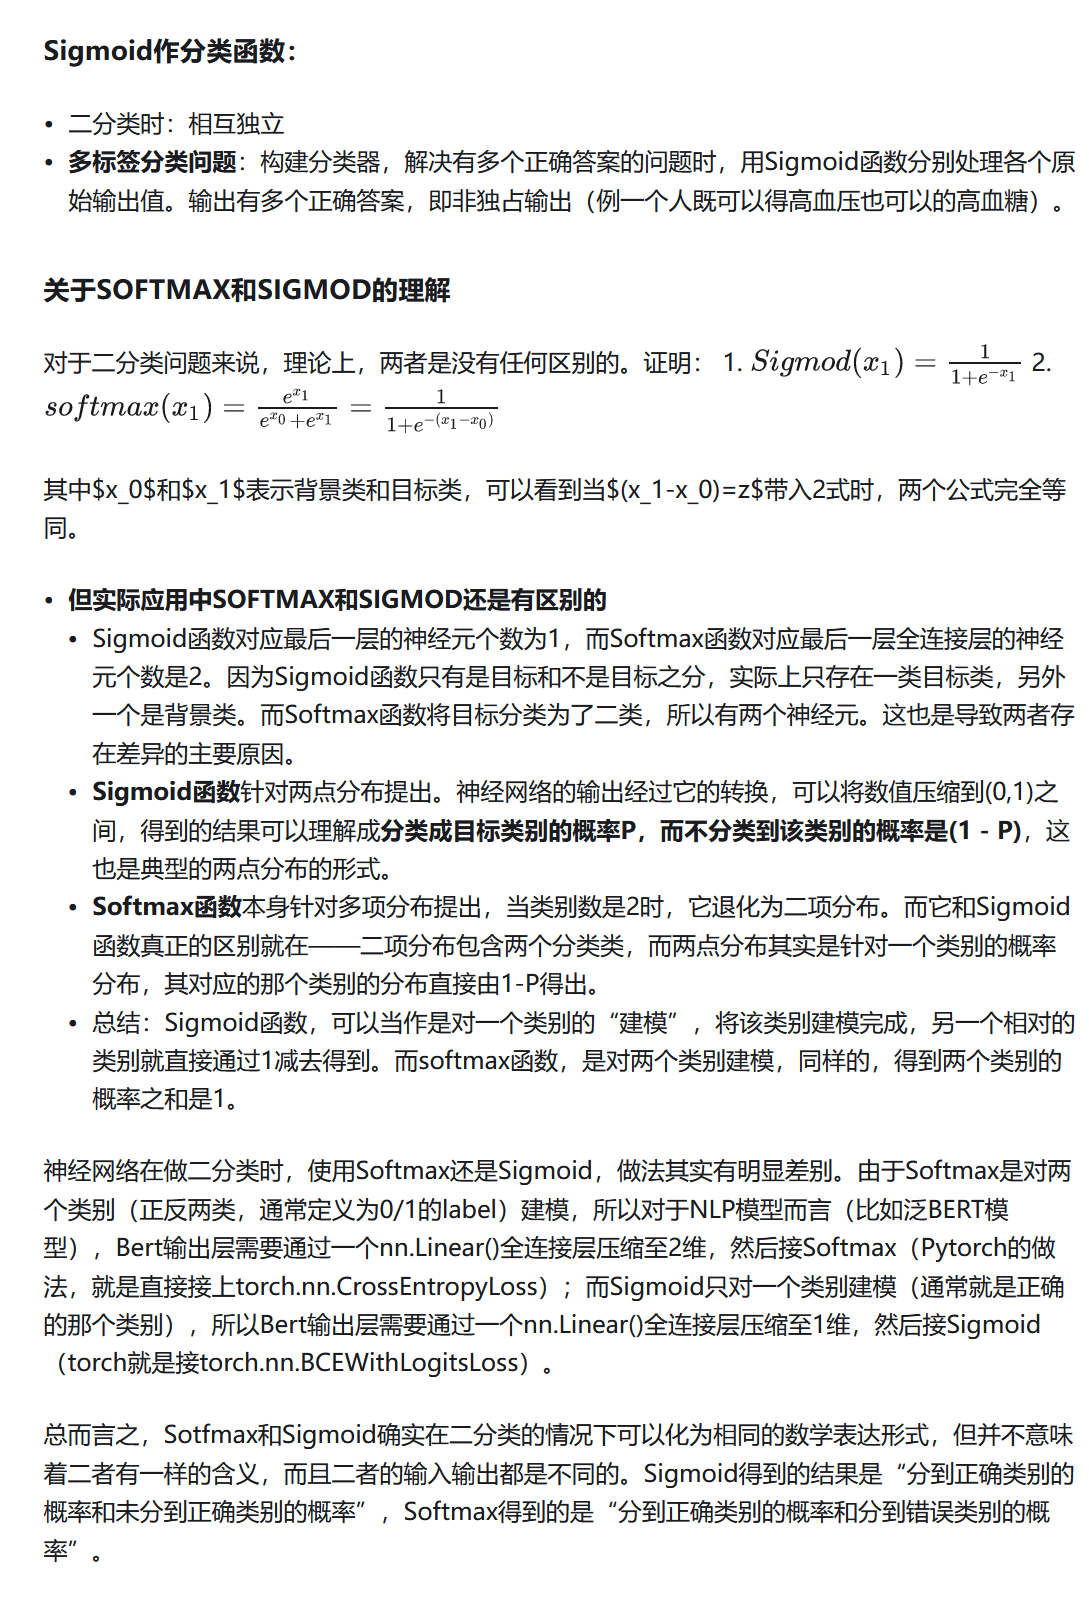 Sigmoid作分类函数：
• 二分类时：相互独立
• 多标签分类问题：构建分类器，解决有多个正确答案的问题时，用Sigmoid函数分别处理各个原
始输出值。输出有多个正确答案，即非独占输出（例一个人既可以得高血压也可以的高血糖）。
关于SOFTMAX和SIGMOD的理解
对于二分类问题来说，理论上，两者是没有任何区别的。证明： 1. $Sigmod(x_1) = \frac{1}{1+e^{-x_1}}$ 2.
$softmax(x_1) = \frac{e^{x_1}}{e^{x_0}+e^{x_1}} = \frac{1}{1+e^{-(x_1-x_0)}}$
其中$x_0$和$x_1$表示背景类和目标类，可以看到当$(x_1-x_0)=z$带入2式时，两个公式完全等
同。
• 但实际应用中SOFTMAX和SIGMOD还是有区别的
• Sigmoid函数对应最后一层的神经元个数为1，而Softmax函数对应最后一层全连接层的神经
元个数是2。因为Sigmoid函数只有是目标和不是目标之分，实际上只存在一类目标类，另外
一个是背景类。而Softmax函数将目标分类为了二类，所以有两个神经元。这也是导致两者存
在差异的主要原因。
• Sigmoid函数针对两点分布提出。神经网络的输出经过它的转换，可以将数值压缩到(0,1)之
间，得到的结果可以理解成分类成目标类别的概率P，而不分类到该类别的概率是(1 - P)，这
也是典型的两点分布的形式。
• Softmax函数本身针对多项分布提出，当类别数是2时，它退化为二项分布。而它和Sigmoid
函数真正的区别就在——二项分布包含两个分类类，而两点分布其实是针对一个类别的概率
分布，其对应的那个类别的分布直接由1-P得出。
• 总结：Sigmoid函数，可以当作是对一个类别的“建模”，将该类别建模完成，另一个相对的
类别就直接通过1减去得到。而softmax函数，是对两个类别建模，同样的，得到两个类别的
概率之和是1。
神经网络在做二分类时，使用Softmax还是Sigmoid，做法其实有明显差别。由于Softmax是对两
个类别（正反两类，通常定义为0/1的label）建模，所以对于NLP模型而言（比如泛BERT模
型），Bert输出层需要通过一个nn.Linear()全连接层压缩至2维，然后接Softmax（Pytorch的做
法，就是直接接上torch.nn.CrossEntropyLoss）；而Sigmoid只对一个类别建模（通常就是正确
的那个类别），所以Bert输出层需要通过一个nn.Linear()全连接层压缩至1维，然后接Sigmoid
（torch就是接torch.nn.BCEWithLogitsLoss）。
总而言之，Sotfmax和Sigmoid确实在二分类的情况下可以化为相同的数学表达形式，但并不意味
着二者有一样的含义，而且二者的输入输出都是不同的。Sigmoid得到的结果是“分到正确类别的
概率和未分到正确类别的概率”，Softmax得到的是“分到正确类别的概率和分到错误类别的概
率”。